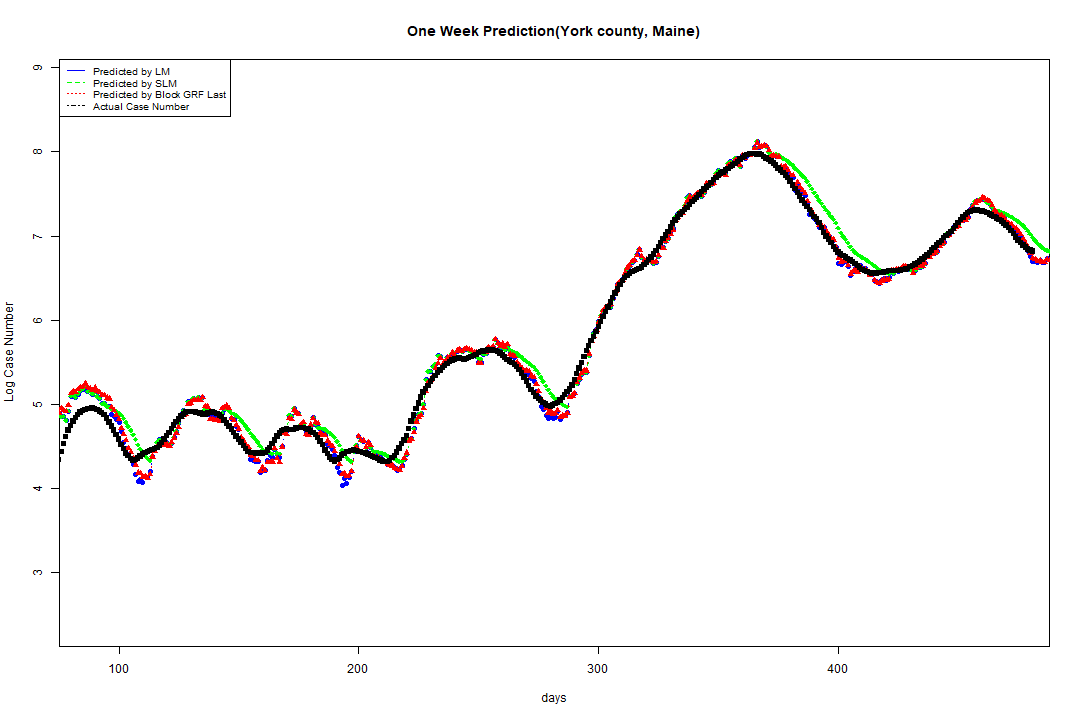 One Week Prediction(York county, Maine)
Predicted by LM
Predicted by SLM
Predicted by Block GRF Last
Actual Case Number
9
8
7
6
5
4
3
Log Case Number
100 200 300 400
days